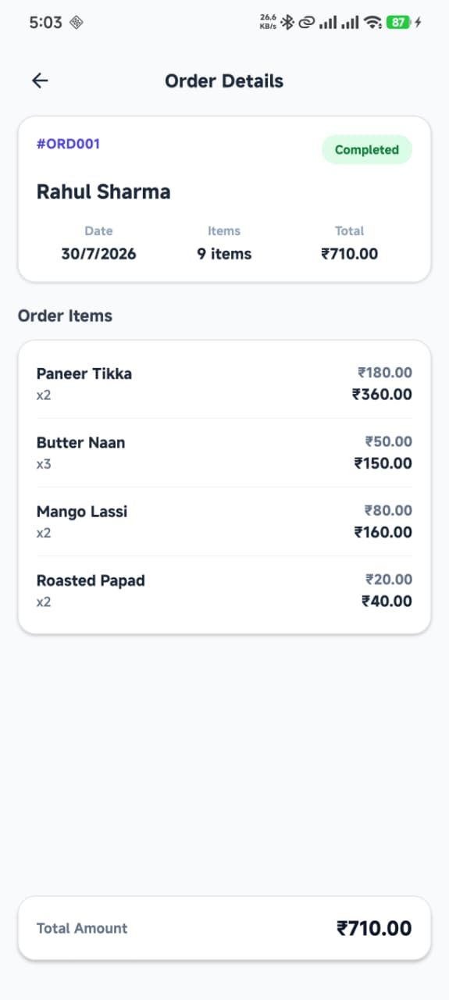 5:03
26.6
KB/s
87
Order Details
#ORD001
Completed
Rahul Sharma
Date Items Total
30/7/2026 9 items ₹710.00
Order Items
Paneer Tikka ₹180.00
x2 ₹360.00
Butter Naan ₹50.00
x3 ₹150.00
Mango Lassi ₹80.00
x2 ₹160.00
Roasted Papad ₹20.00
x2 ₹40.00
Total Amount ₹710.00